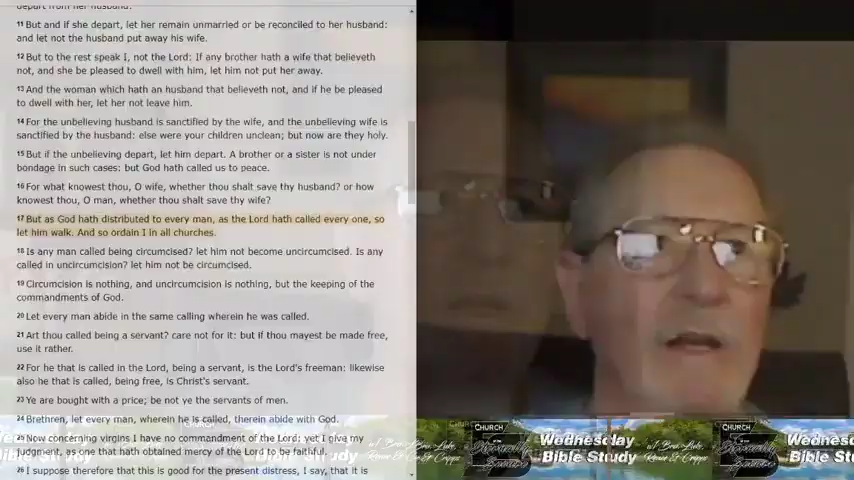 depart from her husband:
11 But and if she depart, let her remain unmarried or be reconciled to her husband:
and let not the husband put away his wife.
12 But to the rest speak I, not the Lord: If any brother hath a wife that believeth
not, and she be pleased to dwell with him, let him not put her away.
13 And the woman which hath an husband that believeth not, and if he be pleased
to dwell with her, let her not leave him.
14 For the unbelieving husband is sanctified by the wife, and the unbelieving wife is
sanctified by the husband: else were your children unclean; but now are they holy.
15 But if the unbelieving depart, let him depart. A brother or a sister is not under
bondage in such cases: but God hath called us to peace.
16 For what knowest thou, O wife, whether thou shalt save thy husband? or how
knowest thou, O man, whether thou shalt save thy wife?
17 But as God hath distributed to every man, as the Lord hath called every one, so
let him walk. And so ordain I in all churches.
18 Is any man called being circumcised? let him not become uncircumcised. Is any
called in uncircumcision? let him not be circumcised.
19 Circumcision is nothing, and uncircumcision is nothing, but the keeping of the
commandments of God.
20 Let every man abide in the same calling wherein he was called.
21 Art thou called being a servant? care not for it: but if thou mayest be made free,
use it rather.
22 For he that is called in the Lord, being a servant, is the Lord's freeman: likewise
also he that is called, being free, is Christ's servant.
23 Ye are bought with a price; be not ye the servants of men.
24 Brethren, let every man, wherein he is called, therein abide with God.
25 Now concerning virgins I have no commandment of the Lord: yet I give my
judgment, as one that hath obtained mercy of the Lord to be faithful.
26 I suppose therefore that this is good for the present distress, I say, that it is
CHURCH
Wednesday
Bible Study
CHURCH
Wednesday
Bible Study